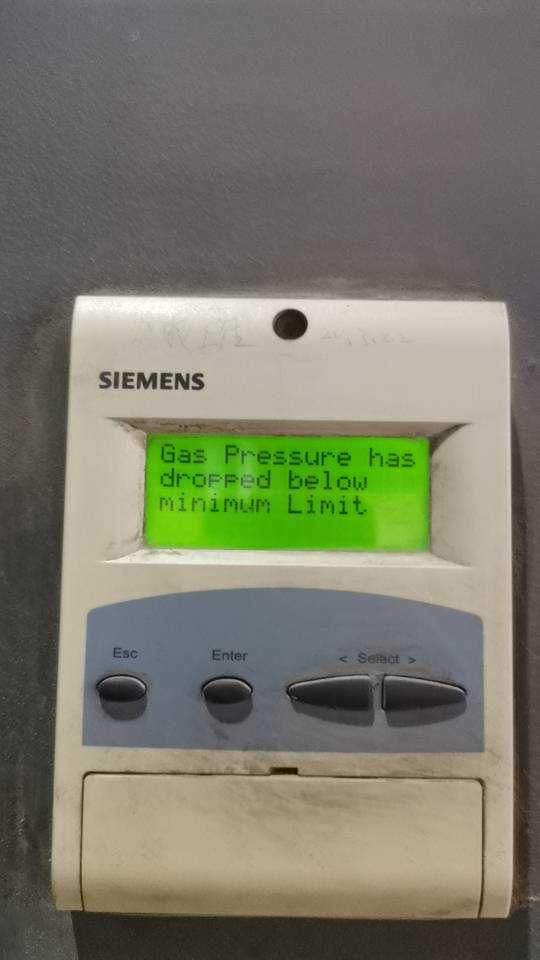 SIEMENS
Gas Pressure has
dropped below
minimum Limit
Esc
Enter
< Select >